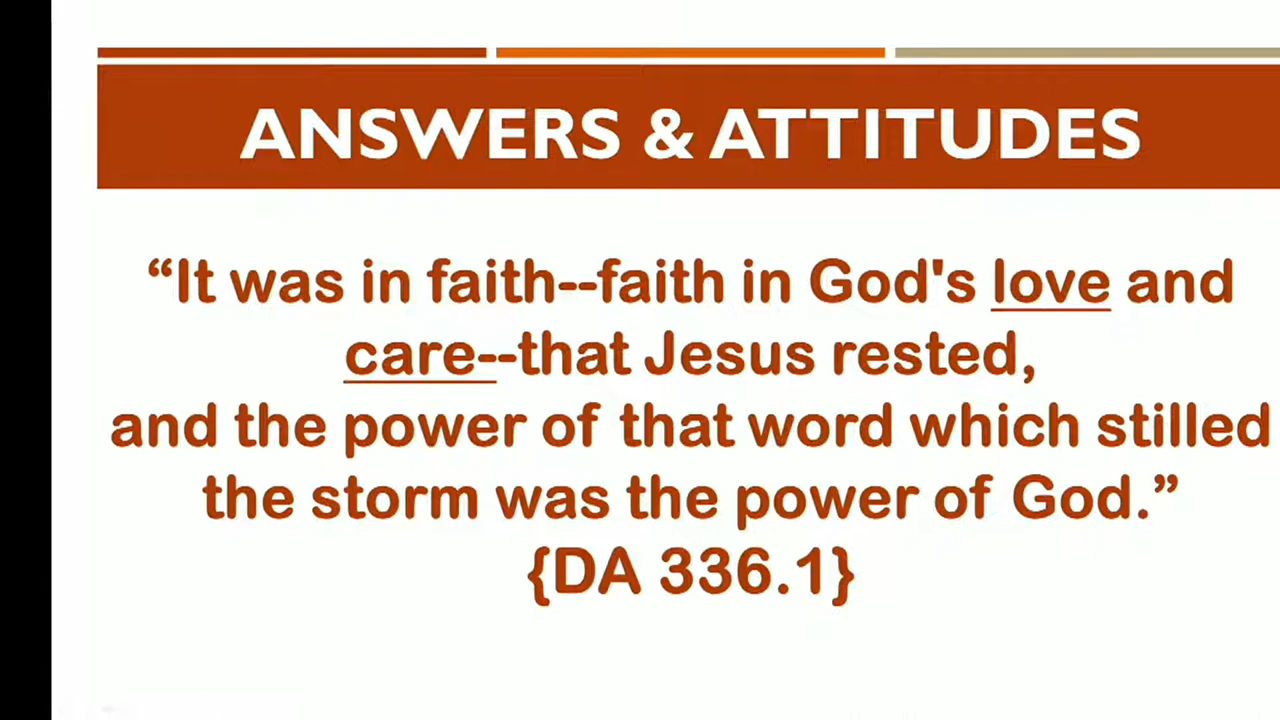 ANSWERS & ATTITUDES
“It was in faith--faith in God's love and
care--that Jesus rested,
and the power of that word which stilled
the storm was the power of God.”
{DA 336.1}